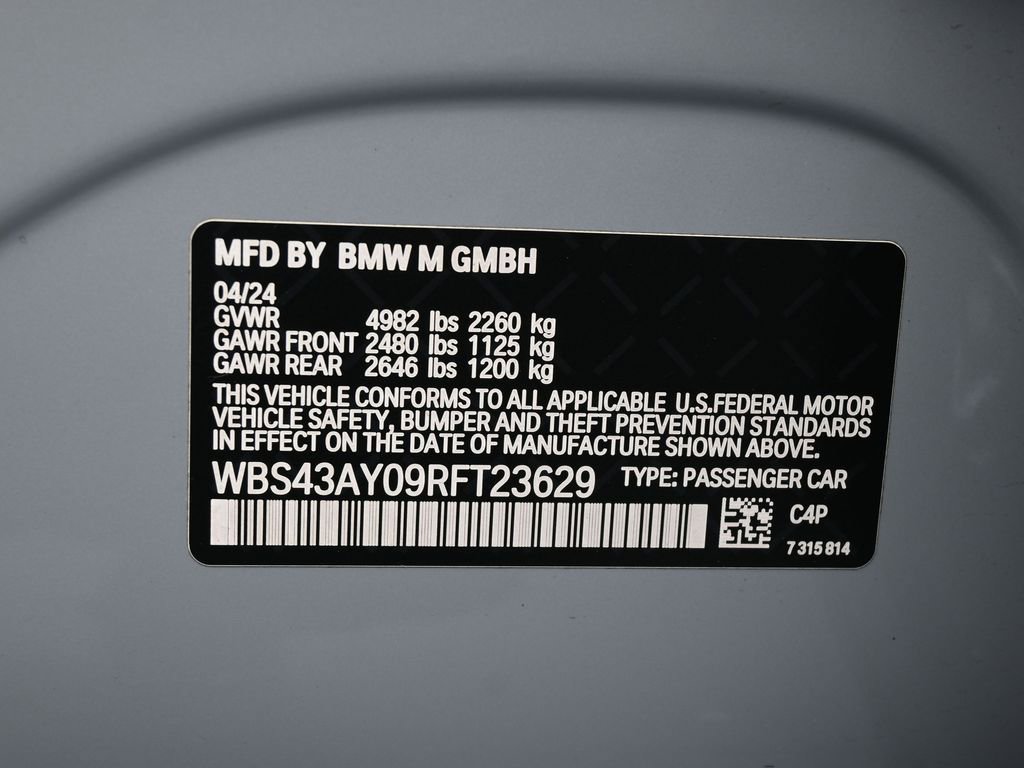 MFD BY BMW M GMBH
04/24
GVWR 4982 lbs 2260 kg
GAWR FRONT 2480 lbs 1125 kg
GAWR REAR 2646 lbs 1200 kg
THIS VEHICLE CONFORMS TO ALL APPLICABLE U.S.FEDERAL MOTOR
VEHICLE SAFETY, BUMPER AND THEFT PREVENTION STANDARDS
IN EFFECT ON THE DATE OF MANUFACTURE SHOWN ABOVE.
WBS43AY09RFT23629 TYPE: PASSENGER CAR
C4P
7 315 814